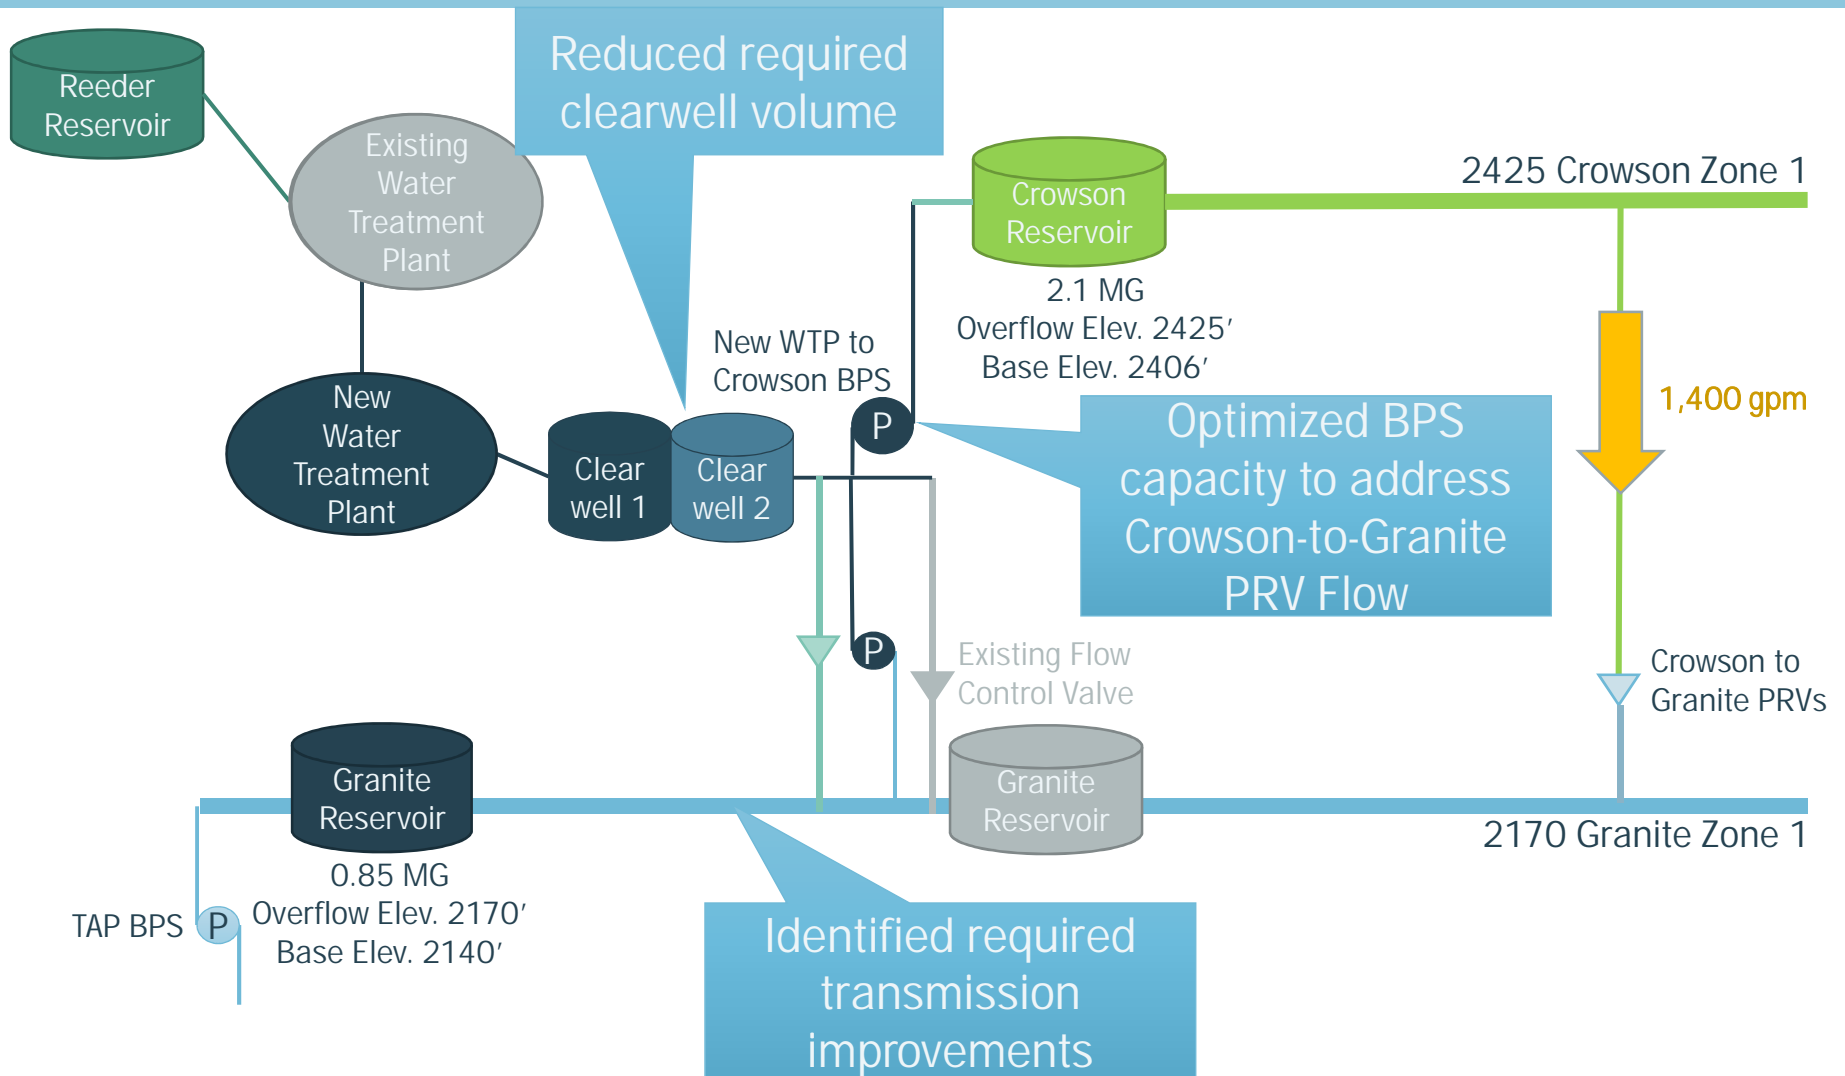 Reeder
Reservoir
Existing
Water
Treatment
Plant
Reduced required
clearwell volume
Crowson
Reservoir
2425 Crowson Zone 1
2.1 MG
Overflow Elev. 2425′
Base Elev. 2406′
New WTP to
Crowson BPS
P
1,400 gpm
New
Water
Treatment
Plant
Clear
well 1
Clear
well 2
Optimized BPS
capacity to address
Crowson-to-Granite
PRV Flow
P
Existing Flow
Control Valve
Crowson to
Granite PRVs
Granite
Reservoir
Granite
Reservoir
2170 Granite Zone 1
0.85 MG
Overflow Elev. 2170′
Base Elev. 2140′
TAP BPS
P
Identified required
transmission
improvements